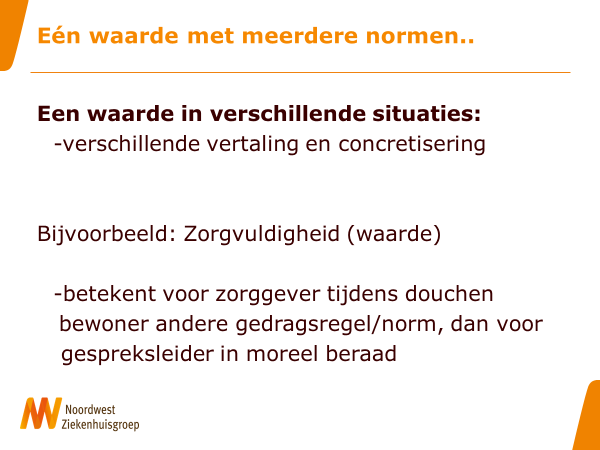 Eén waarde met meerdere normen..
Een waarde in verschillende situaties:
-verschillende vertaling en concretisering
Bijvoorbeeld: Zorgvuldigheid (waarde)
-betekent voor zorggever tijdens douchen
bewoner andere gedragsregel/norm, dan voor
gespreksleider in moreel beraad
Noordwest
Ziekenhuisgroep